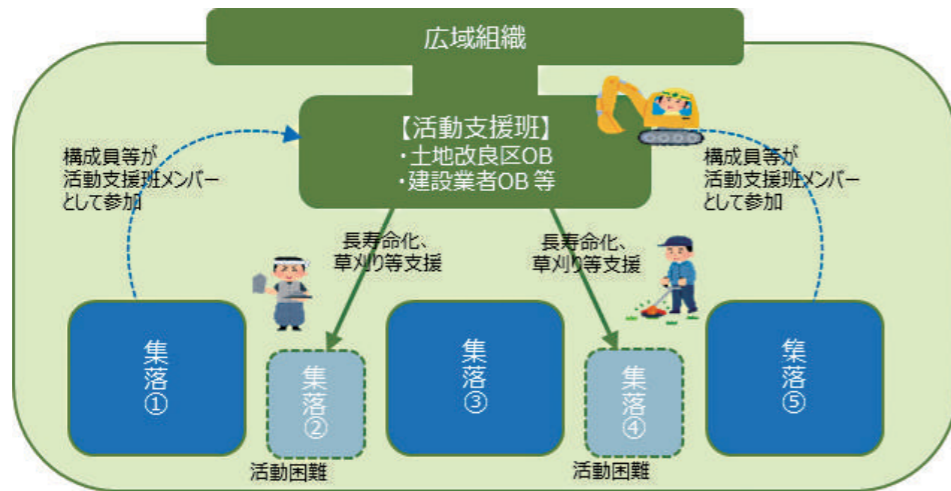 広域組織
【活動支援班】
・土地改良区OB
・建設業者OB 等
構成員等が
活動支援班メンバー
として参加
構成員等が
活動支援班メンバー
として参加
長寿命化、
草刈り等支援
長寿命化、
草刈り等支援
集落①
集落②
集落③
集落④
集落⑤
活動困難
活動困難